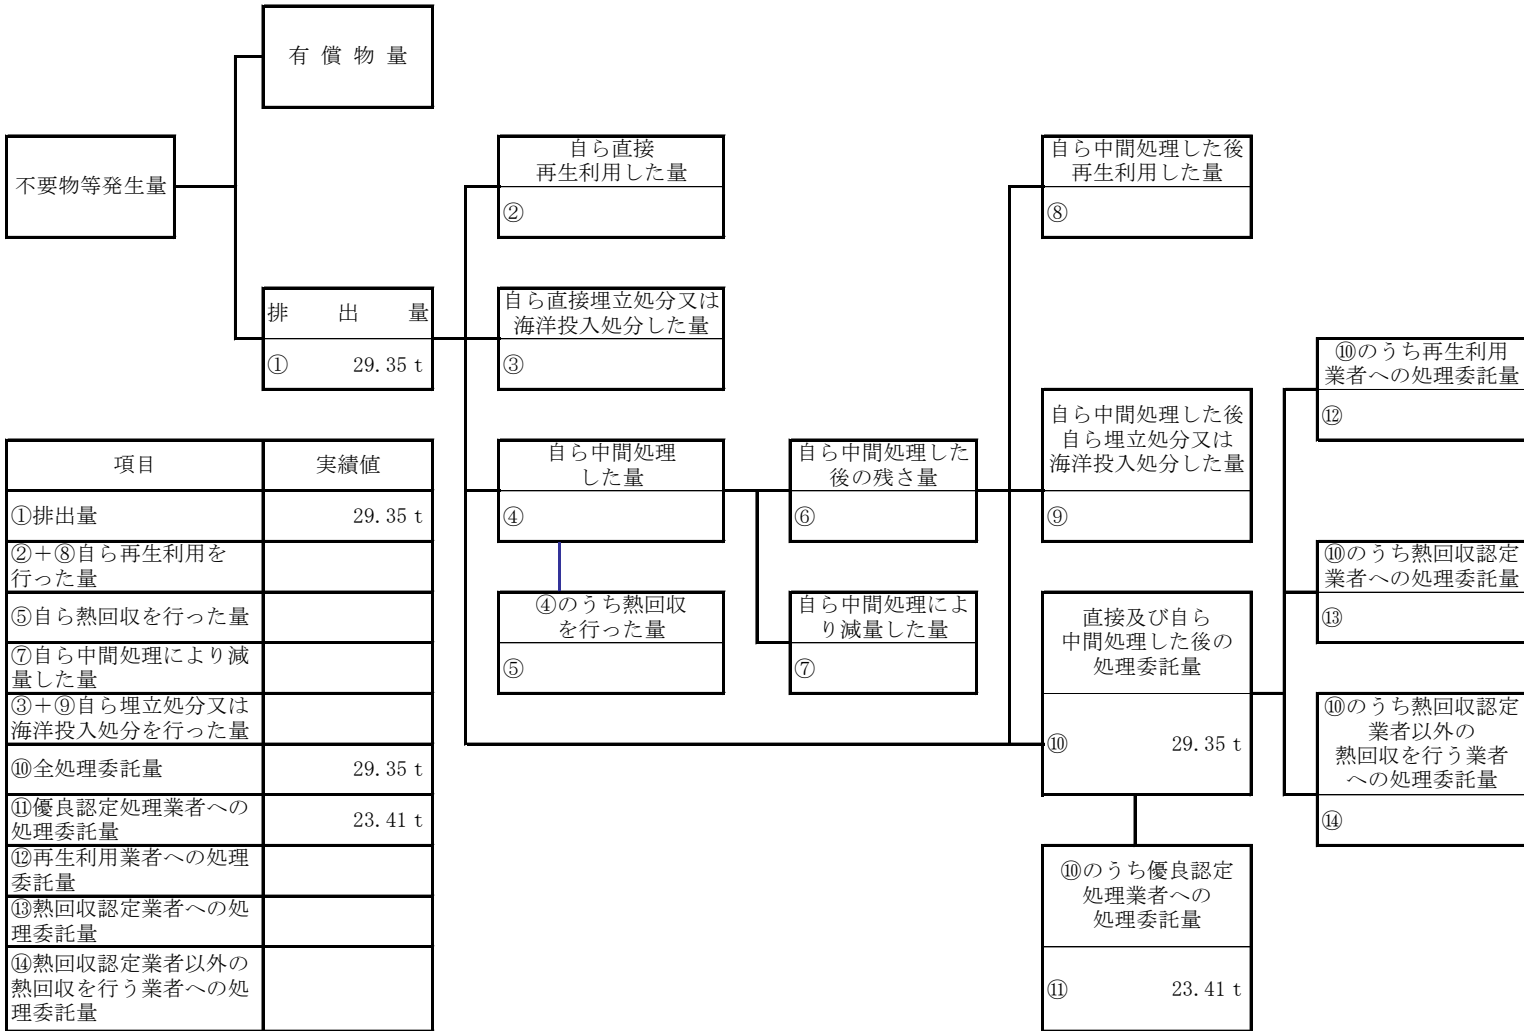 有償物量
不要物等発生量
排出量
① 29.35 t
自ら直接
再生利用した量
②
自ら直接埋立処分又は
海洋投入処分した量
③
自ら中間処理
した量
④
④のうち熱回収
を行った量
⑤
自ら中間処理した
後の残さ量
⑥
自ら中間処理によ
り減量した量
⑦
自ら中間処理した後
再生利用した量
⑧
自ら中間処理した後
自ら埋立処分又は
海洋投入処分した量
⑨
直接及び自ら
中間処理した後の
処理委託量
⑩ 29.35 t
⑩のうち優良認定
処理業者への
処理委託量
⑪ 23.41 t
⑩のうち再生利用
業者への処理委託量
⑫
⑩のうち熱回収認定
業者への処理委託量
⑬
⑩のうち熱回収認定
業者以外の
熱回収を行う業者
への処理委託量
⑭
項目 実績値
①排出量 29.35 t
②+⑧自ら再生利用を
行った量
⑤自ら熱回収を行った量
⑦自ら中間処理により減
量した量
③+⑨自ら埋立処分又は
海洋投入処分を行った量
⑩全処理委託量 29.35 t
⑪優良認定処理業者への
処理委託量 23.41 t
⑫再生利用業者への処理
委託量
⑬熱回収認定業者への処
理委託量
⑭熱回収認定業者以外の
熱回収を行う業者への処
理委託量